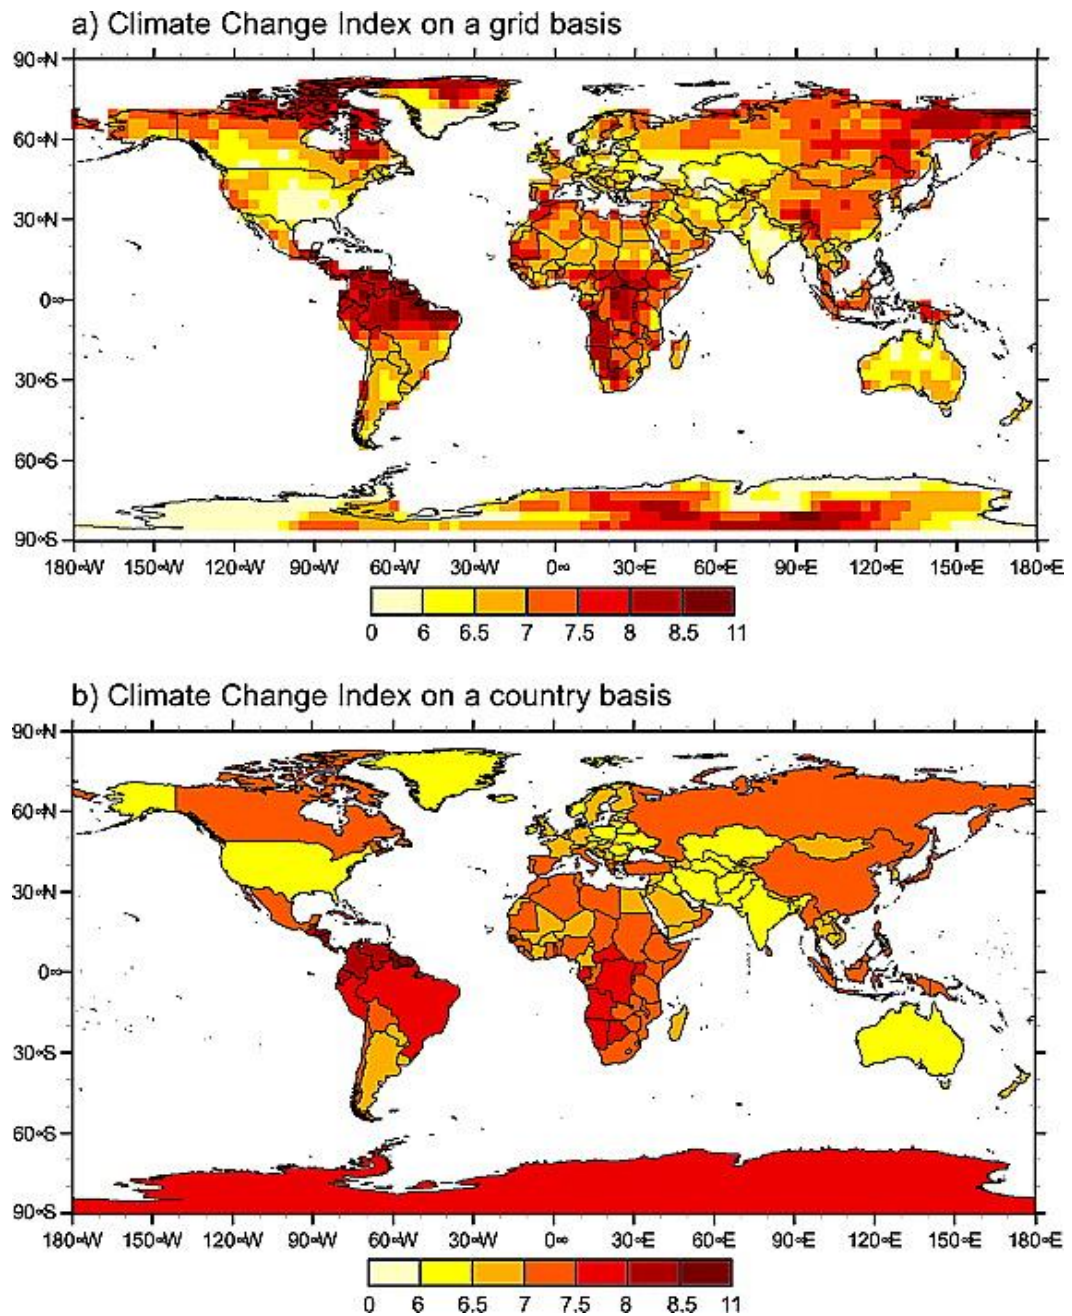 a) Climate Change Index on a grid basis
90∞N
60∞N
30∞N
0∞
30∞S
60∞S
90∞S
180∞W 150∞W 120∞W 90∞W 60∞W 30∞W 0∞ 30∞E 60∞E 90∞E 120∞E 150∞E 180∞E
0 6 6.5 7 7.5 8 8.5 11
b) Climate Change Index on a country basis
90∞N
60∞N
30∞N
0∞
30∞S
60∞S
90∞S
180∞W 150∞W 120∞W 90∞W 60∞W 30∞W 0∞ 30∞E 60∞E 90∞E 120∞E 150∞E 180∞E
0 6 6.5 7 7.5 8 8.5 11